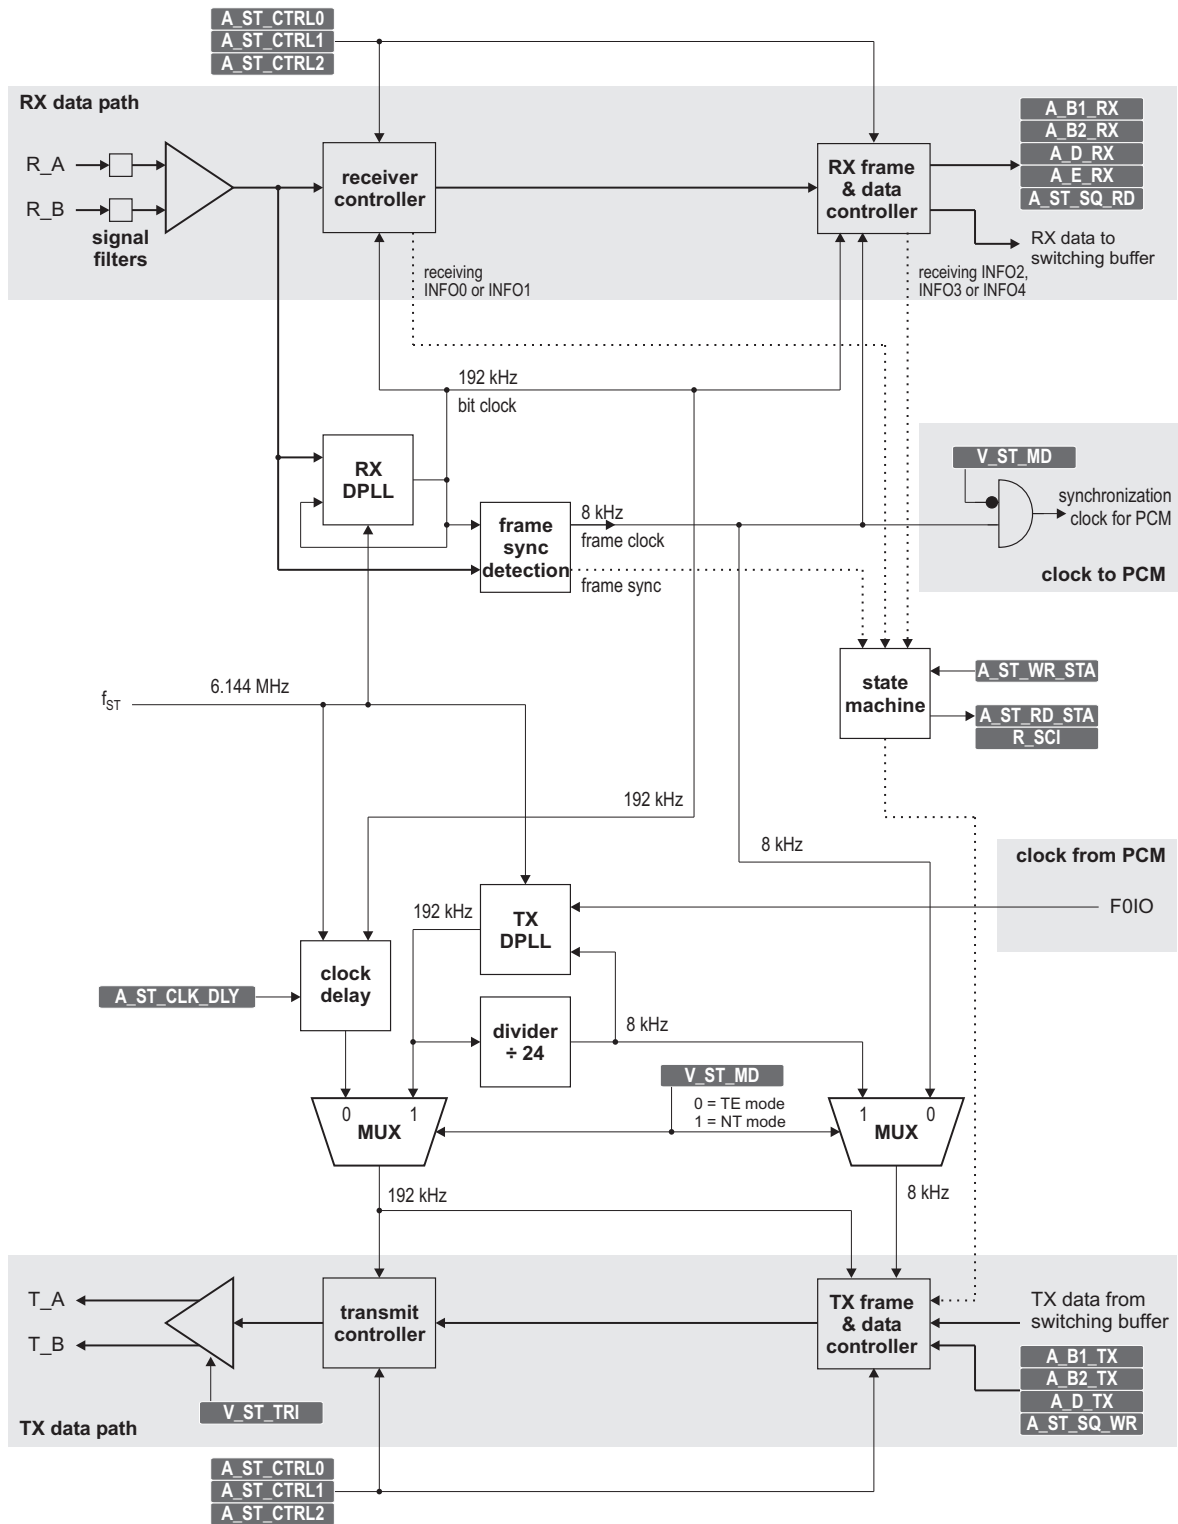 A_ST_CTRL0
A_ST_CTRL1
A_ST_CTRL2
RX data path
R_A
R_B
signal
filters
receiver
controller
RX frame
& data
controller
A_B1_RX
A_B2_RX
A_D_RX
A_E_RX
A_ST_SQ_RD
RX data to
switching buffer
receiving
INFO0 or INFO1
receiving INFO2,
INFO3 or INFO4
192 kHz
bit clock
RX
DPLL
frame
sync
detection
8 kHz
frame clock
frame sync
V_ST_MD
synchronization
clock for PCM
clock to PCM
state
machine
A_ST_WR_STA
A_ST_RD_STA
R_SCI
fST
6.144 MHz
192 kHz
8 kHz
clock from PCM
F0IO
192 kHz
TX
DPLL
clock
delay
A_ST_CLK_DLY
divider
÷ 24
8 kHz
V_ST_MD
0 = TE mode
1 = NT mode
0 1
MUX
1 0
MUX
192 kHz
8 kHz
T_A
T_B
transmit
controller
TX frame
& data
controller
TX data from
switching buffer
A_B1_TX
A_B2_TX
A_D_TX
A_ST_SQ_WR
V_ST_TRI
TX data path
A_ST_CTRL0
A_ST_CTRL1
A_ST_CTRL2